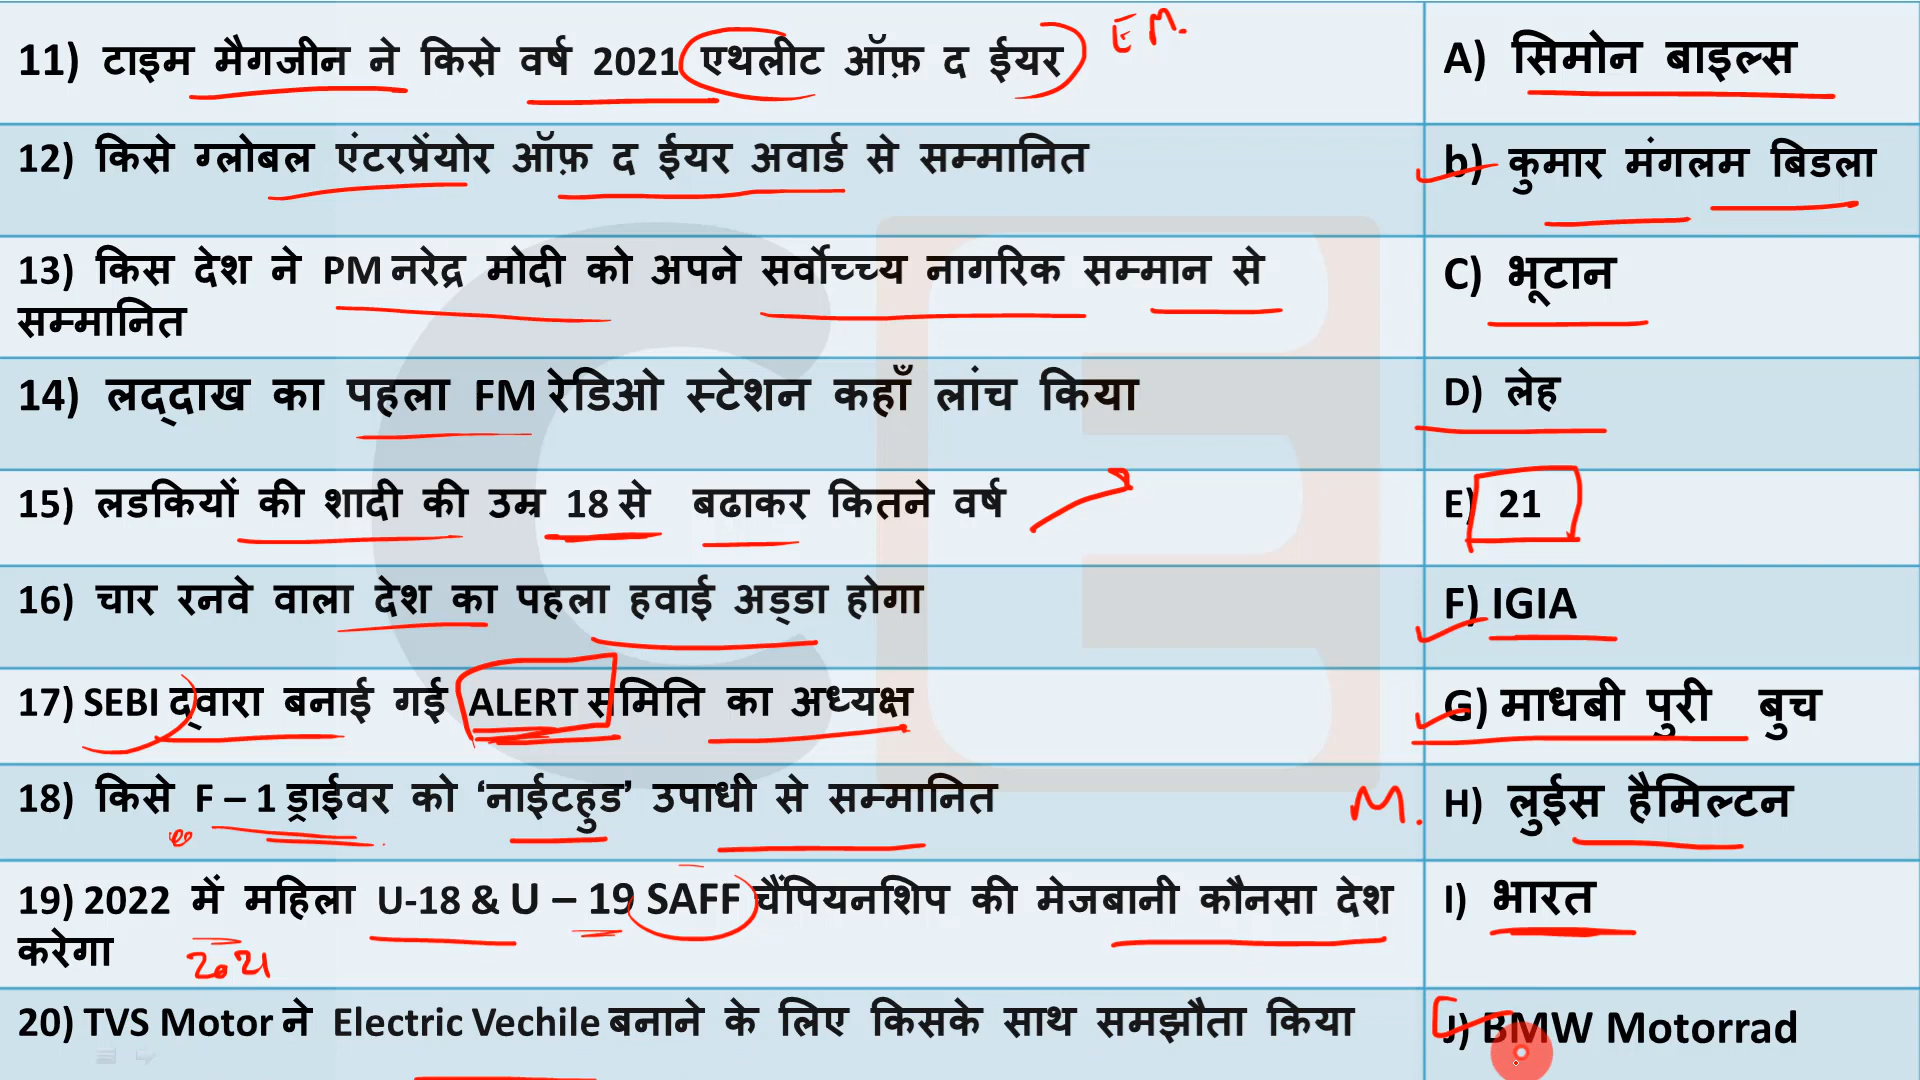 11) टाइम मैगजीन ने किसे वर्ष 2021 एथलीट ऑफ़ द ईयर
EM.
A) सिमोन बाइल्स
12) किसे ग्लोबल एंटरप्रेंयोर ऑफ़ द ईयर अवार्ड से सम्मानित
b) कुमार मंगलम बिडला
13) किस देश ने PM नरेद्र मोदी को अपने सर्वोच्च्य नागरिक सम्मान से
सम्मानित
C) भूटान
14) लद्दाख का पहला FM रेडिओ स्टेशन कहाँ लांच किया
D) लेह
15) लडकियों की शादी की उम्र 18 से बढाकर कितने वर्ष
E) 21
16) चार रनवे वाला देश का पहला हवाई अड्डा होगा
F) IGIA
17) SEBI द्वारा बनाई गई ALERT समिति का अध्यक्ष
G) माधबी पुरी बुच
18) किसे F – 1 ड्राईवर को ‘नाईटहुड’ उपाधी से सम्मानित
M.
H) लुईस हैमिल्टन
19) 2022 में महिला U-18 & U – 19 SAFF चैंपियनशिप की मेजबानी कौनसा देश
करेगा
2021
I) भारत
20) TVS Motor ने Electric Vechile बनाने के लिए किसके साथ समझौता किया
J) BMW Motorrad
CE